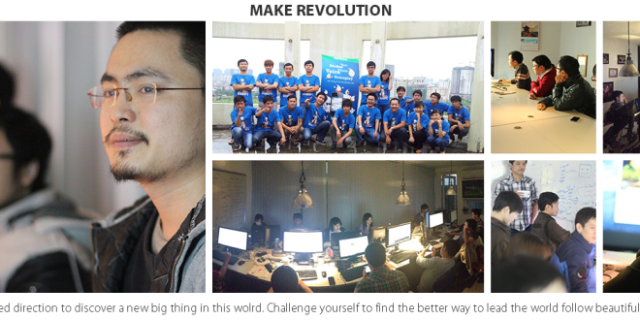 MAKE REVOLUTION
ed direction to discover a new big thing in this wolrd. Challenge yourself to find the better way to lead the world follow beautiful